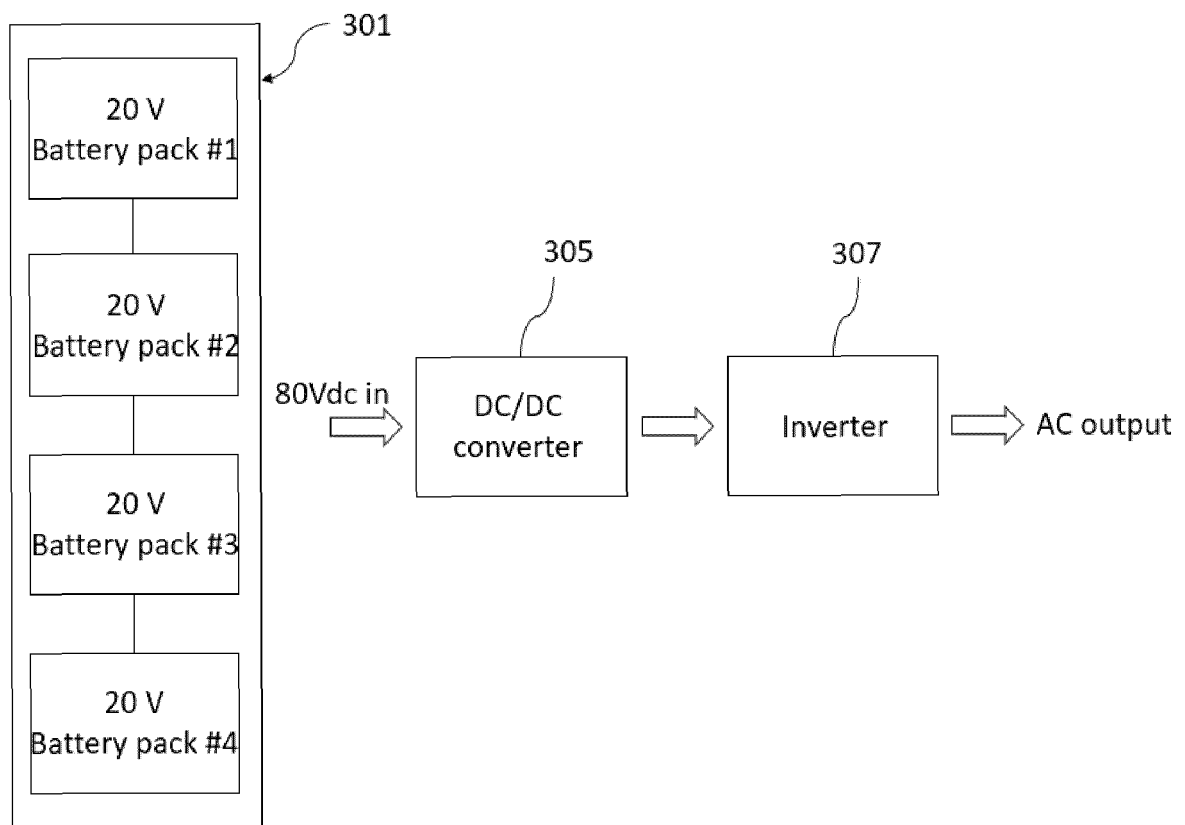 301
20 V
Battery pack #1
20 V
Battery pack #2
20 V
Battery pack #3
20 V
Battery pack #4
80Vdc in
305
DC/DC
converter
307
Inverter
AC output